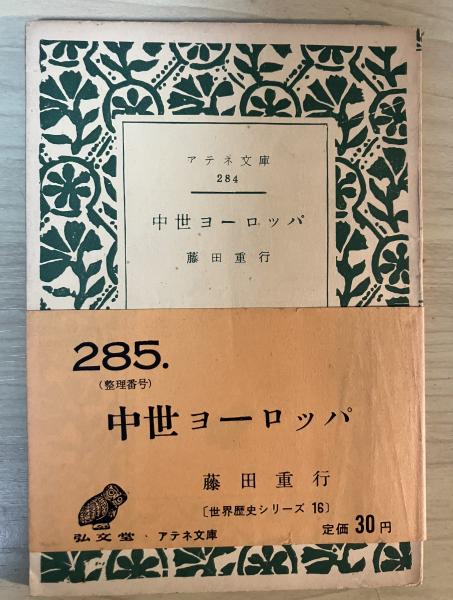 アテネ文庫
284
中世ヨーロッパ
藤田重行
285.
(整理番号)
中世ヨーロッパ
藤田重行
〔世界歴史シリーズ 16〕
弘文堂・アテネ文庫
定価 30 円